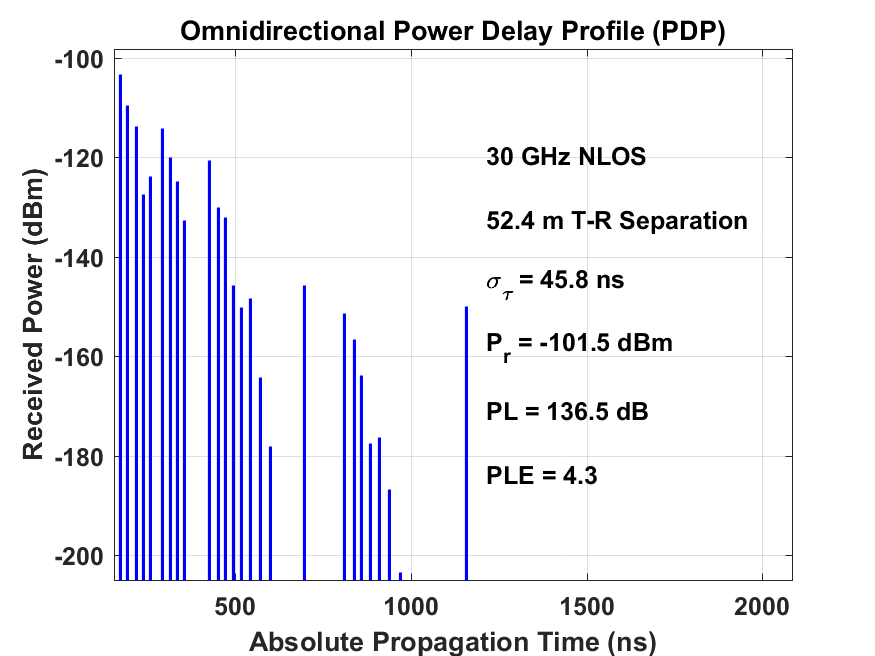 Omnidirectional Power Delay Profile (PDP)
Received Power (dBm)
-100
-120
-140
-160
-180
-200
30 GHz NLOS
52.4 m T-R Separation
σ_τ = 45.8 ns
P_r = -101.5 dBm
PL = 136.5 dB
PLE = 4.3
500 1000 1500 2000
Absolute Propagation Time (ns)